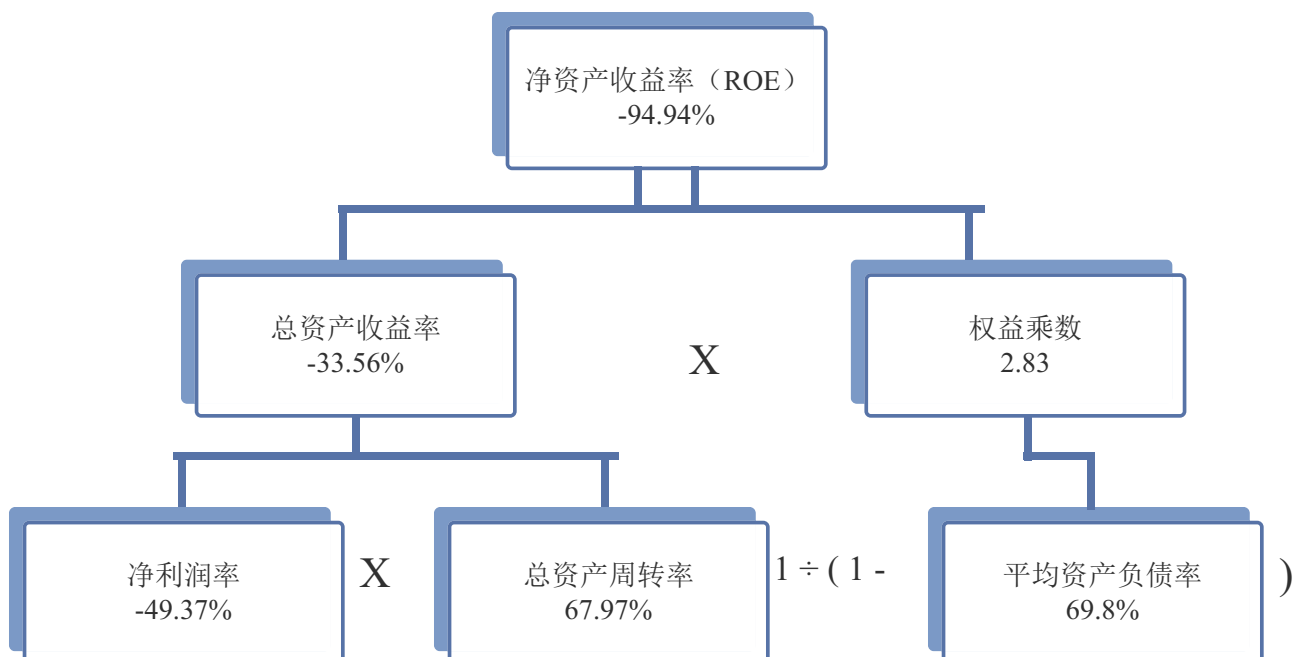 净资产收益率（ROE）
-94.94%
总资产收益率
-33.56%
X
权益乘数
2.83
净利润率
-49.37%
X
总资产周转率
67.97%
1 ÷ ( 1 -
平均资产负债率
69.8%
)